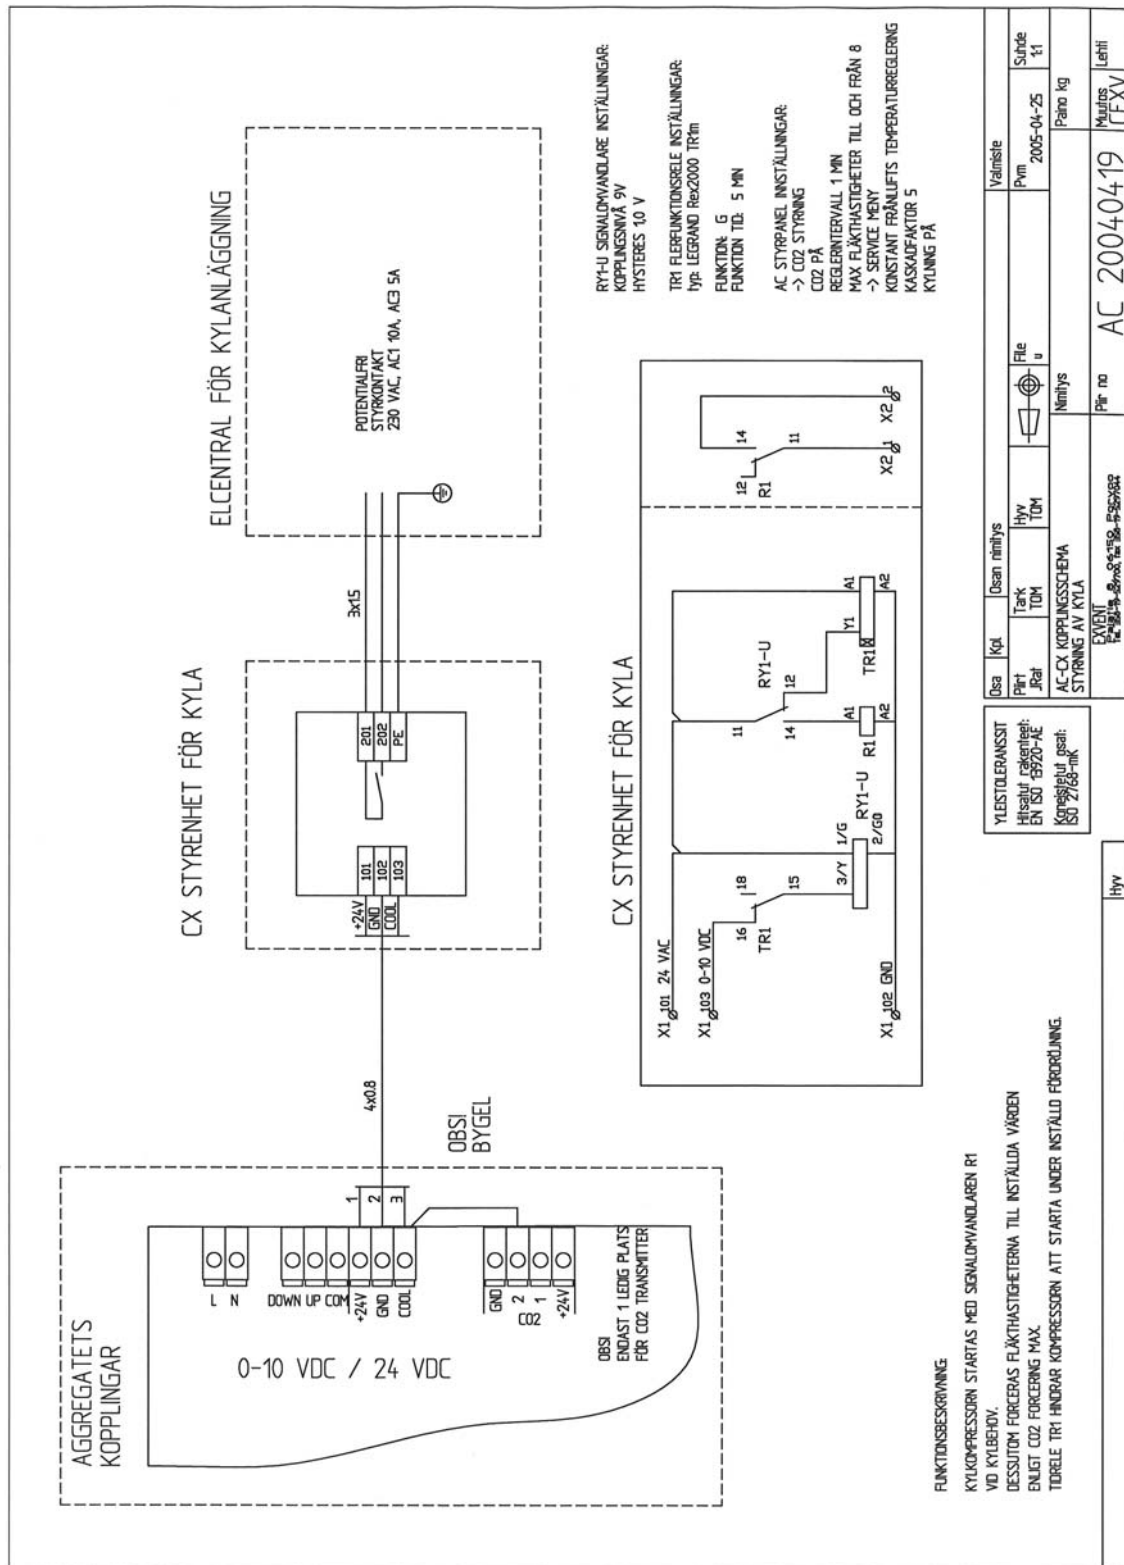 AGGREGATETS
KOPPLINGAR
0-10 VDC / 24 VDC
L
N
DOWN
UP
COM
+24V
GND
COOL
GND
2
1
+24V
CO2
OBS!
ENDAST 1 LEDIG PLATS
FÖR CO2 TRANSMITTER
1
2
3
OBS!
BYGEL
4x0.8
CX STYRENHET FÖR KYLA
+24V
GND
COOL
101
102
103
201
202
PE
3x1.5
ELCENTRAL FÖR KYLANLÄGGNING
POTENTIALFRI
STYRKONTAKT
230 VAC, AC1 10A, AC3 5A
CX STYRENHET FÖR KYLA
X1 101 24 VAC
X1 103 0-10 VDC
X1 102 GND
16
18
15
TR1
3/Y
1/G
2/G0
RY1-U
11
12
14
RY1-U
A1
A2
R1
Y1
A1
A2
TR1
12
14
11
R1
X2 1
X2 2
RY1-U SIGNALOMVANDLARE INSTÄLLNINGAR:
KOPPLINGSNIVÅ 9V
HYSTERES 1,0 V
TR1 FLERFUNKTIONSRELE INSTÄLLNINGAR:
typ: LEGRAND Rex2000 TR1m
FUNKTION: G
FUNKTION TID: 5 MIN
AC STYRPANEL INNSTÄLLNINGAR:
-> CO2 STYRNING
CO2 PÅ
REGLERINTERVALL 1 MIN
MAX FLÄKTHASTIGHETER TILL OCH FRÅN 8
-> SERVICE MENY
KONSTANT FRÅNLUFTS TEMPERATURREGLERING
KASKADFAKTOR 5
KYLNING PÅ
FUNKTIONSBESKRIVNING:
KYLKOMPRESSORN STARTAS MED SIGNALOMVANDLAREN R1
VID KYLBEHOV.
DESSUTOM FORCERAS FLÄKTHASTIGHETERNA TILL INSTÄLLDA VÄRDEN
ENLIGT CO2 FORCERING MAX.
TIDRELE TR1 HINDRAR KOMPRESSORN ATT STARTA UNDER INSTÄLLD FÖRDRÖJNING.
Hyv
YLEISTOLERANSSIT
Hitsatut rakenteet:
EN ISO 13920-AE
Koneistetut osat:
ISO 2768-mK
Osa
Kpl
Osan nimitys
Valmiste
Piirt
JRat
Tark
TOM
Hyv
TOM
File
u
Pvm
2005-04-25
Suhde
1:1
AC-CX KOPPLINGSSCHEMA
STYRNING AV KYLA
Nimitys
Paino kg
EXVENT
Piir no
AC 20040419
Muutos
Lehti